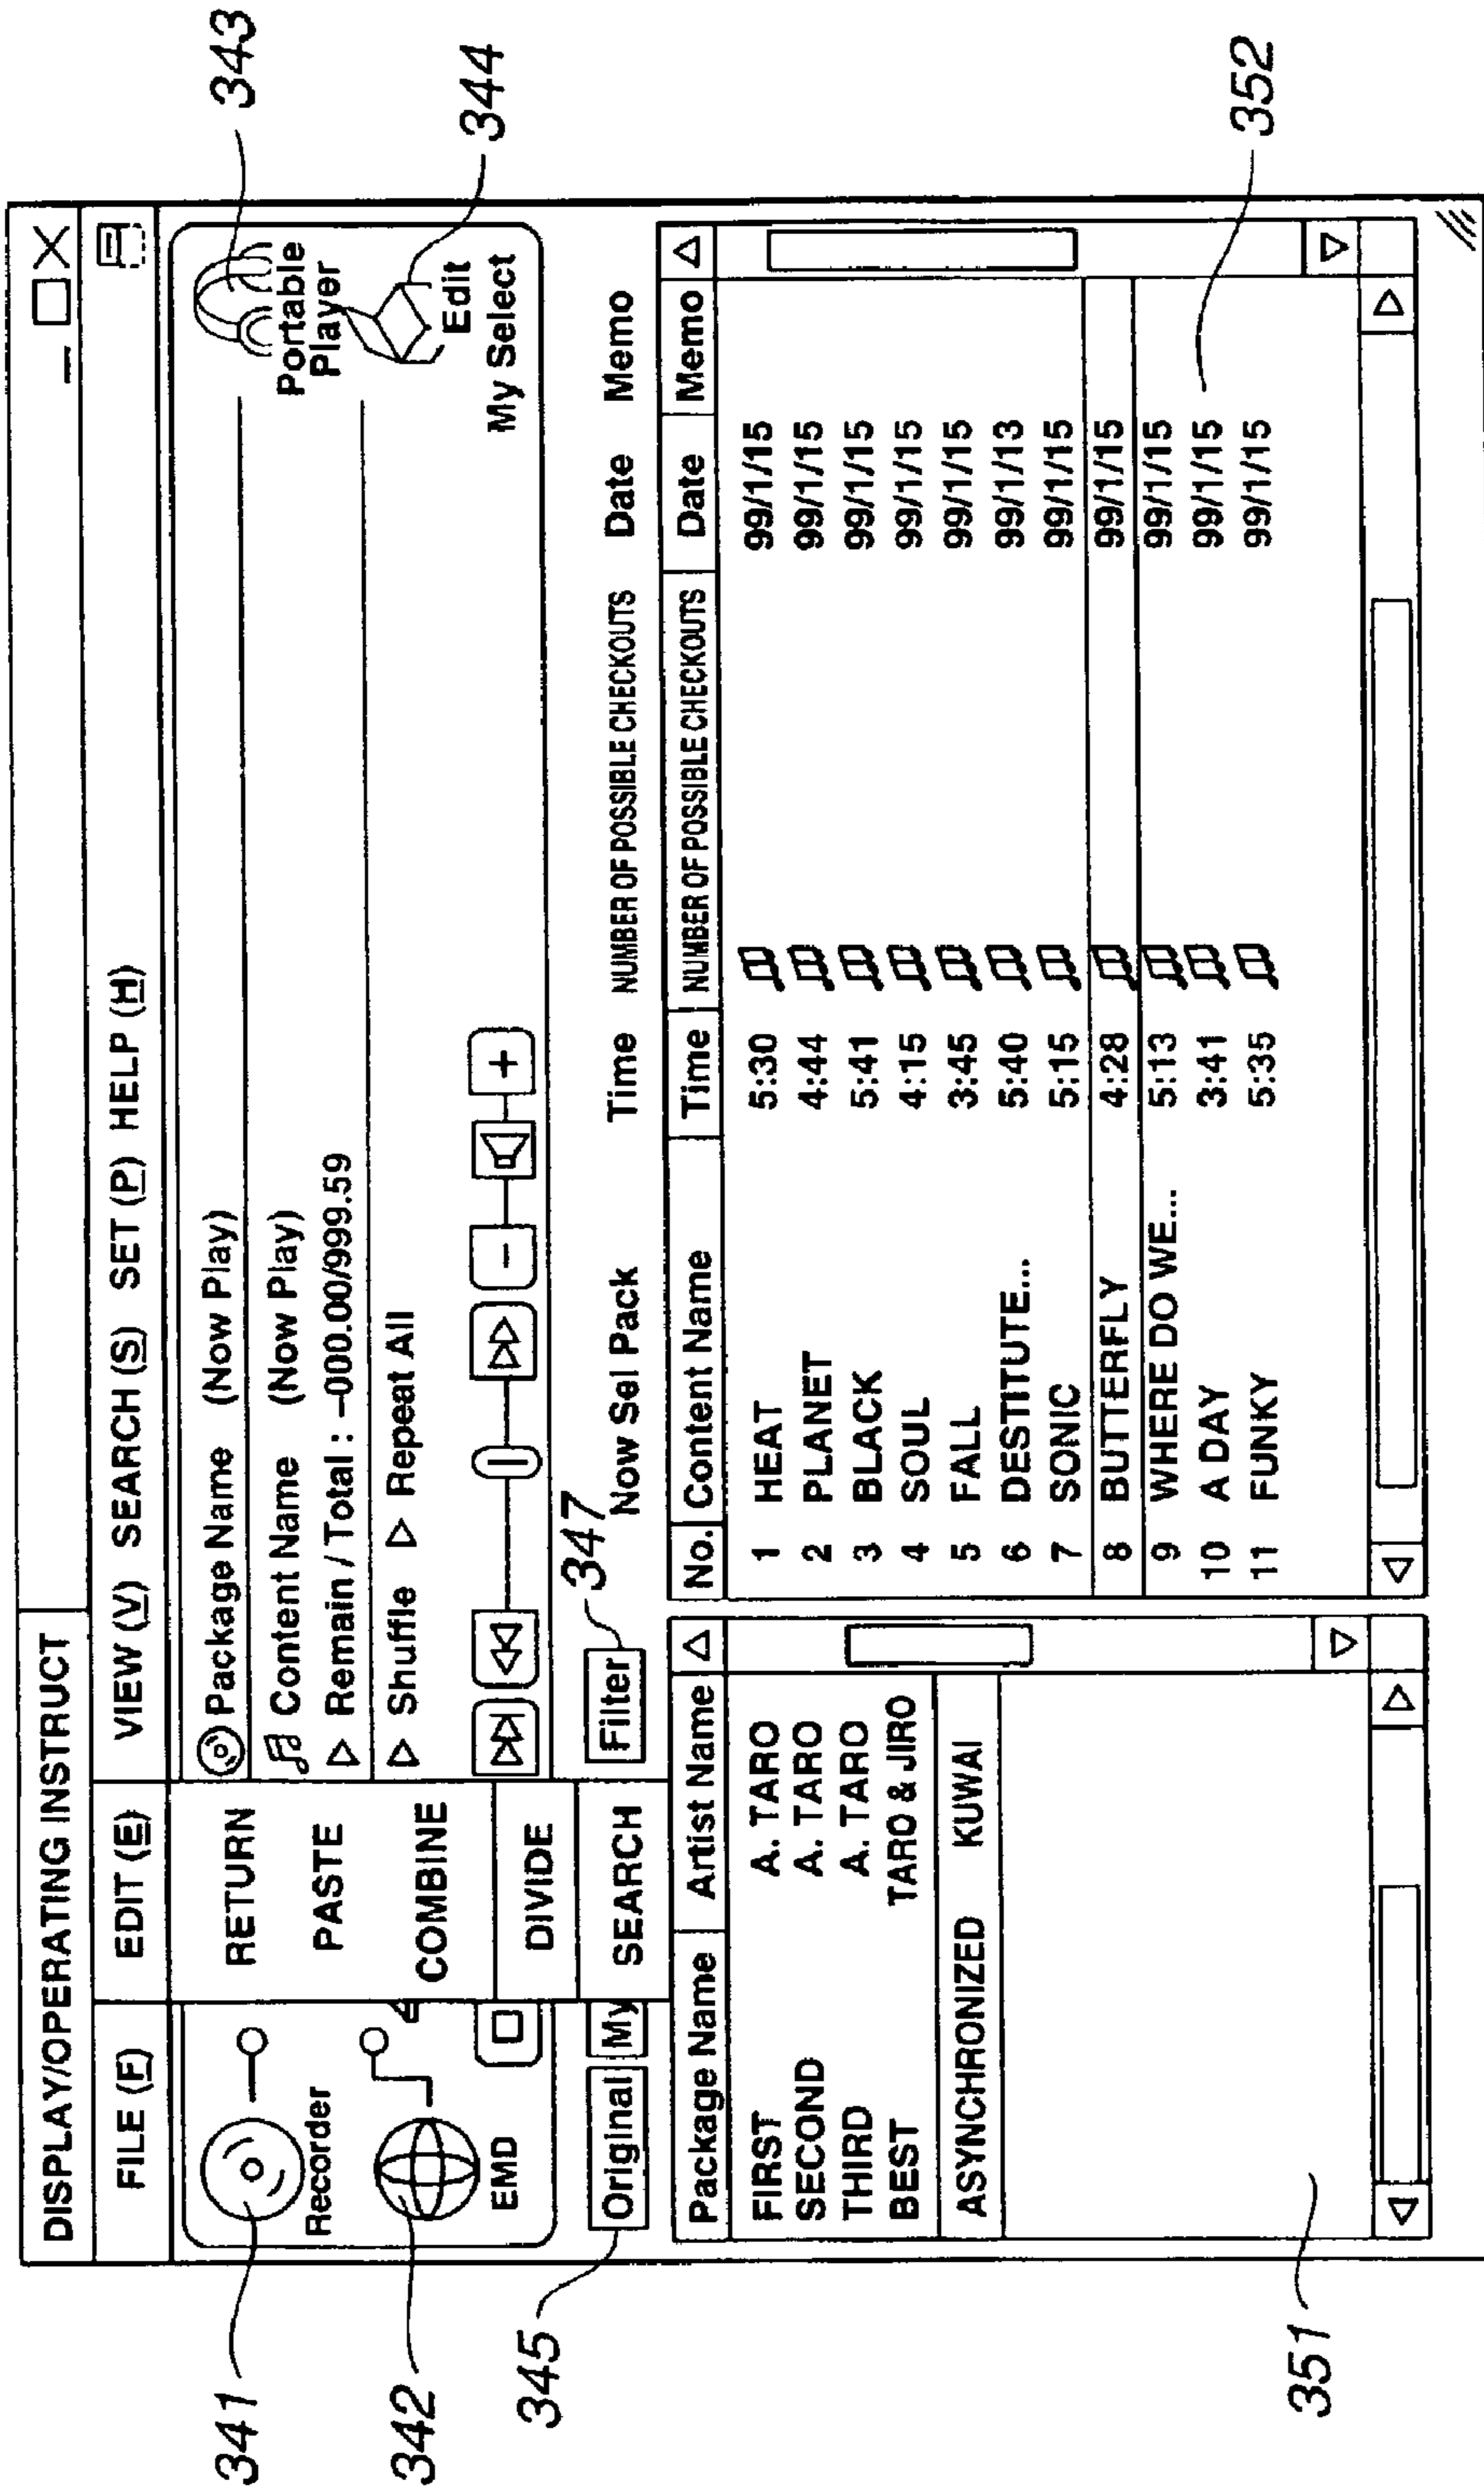 DISPLAY/OPERATING INSTRUCT
FILE (F) EDIT (E) VIEW (V) SEARCH (S) SET (P) HELP (H)
RETURN
PASTE
COMBINE
DIVIDE
SEARCH
341
Recorder
342
EMD
Package Name (Now Play)
Content Name (Now Play)
Remain / Total : -000.00/999.59
Shuffle Repeat All
343
Portable
Player
344
Edit
My Select
345
Original My
Filter
347
Now Sel Pack Time NUMBER OF POSSIBLE CHECKOUTS Date Memo
Package Name Artist Name
FIRST A. TARO
SECOND A. TARO
THIRD A. TARO
BEST TARO & JIRO
ASYNCHRONIZED KUWAI
351
No. Content Name Time NUMBER OF POSSIBLE CHECKOUTS Date Memo
1 HEAT 5:30 99/1/15
2 PLANET 4:44 99/1/15
3 BLACK 5:41 99/1/15
4 SOUL 4:15 99/1/15
5 FALL 3:45 99/1/15
6 DESTITUTE... 5:40 99/1/13
7 SONIC 5:15 99/1/15
8 BUTTERFLY 4:28 99/1/15
9 WHERE DO WE... 5:13 99/1/15
10 A DAY 3:41 99/1/15
11 FUNKY 5:35 99/1/15
352